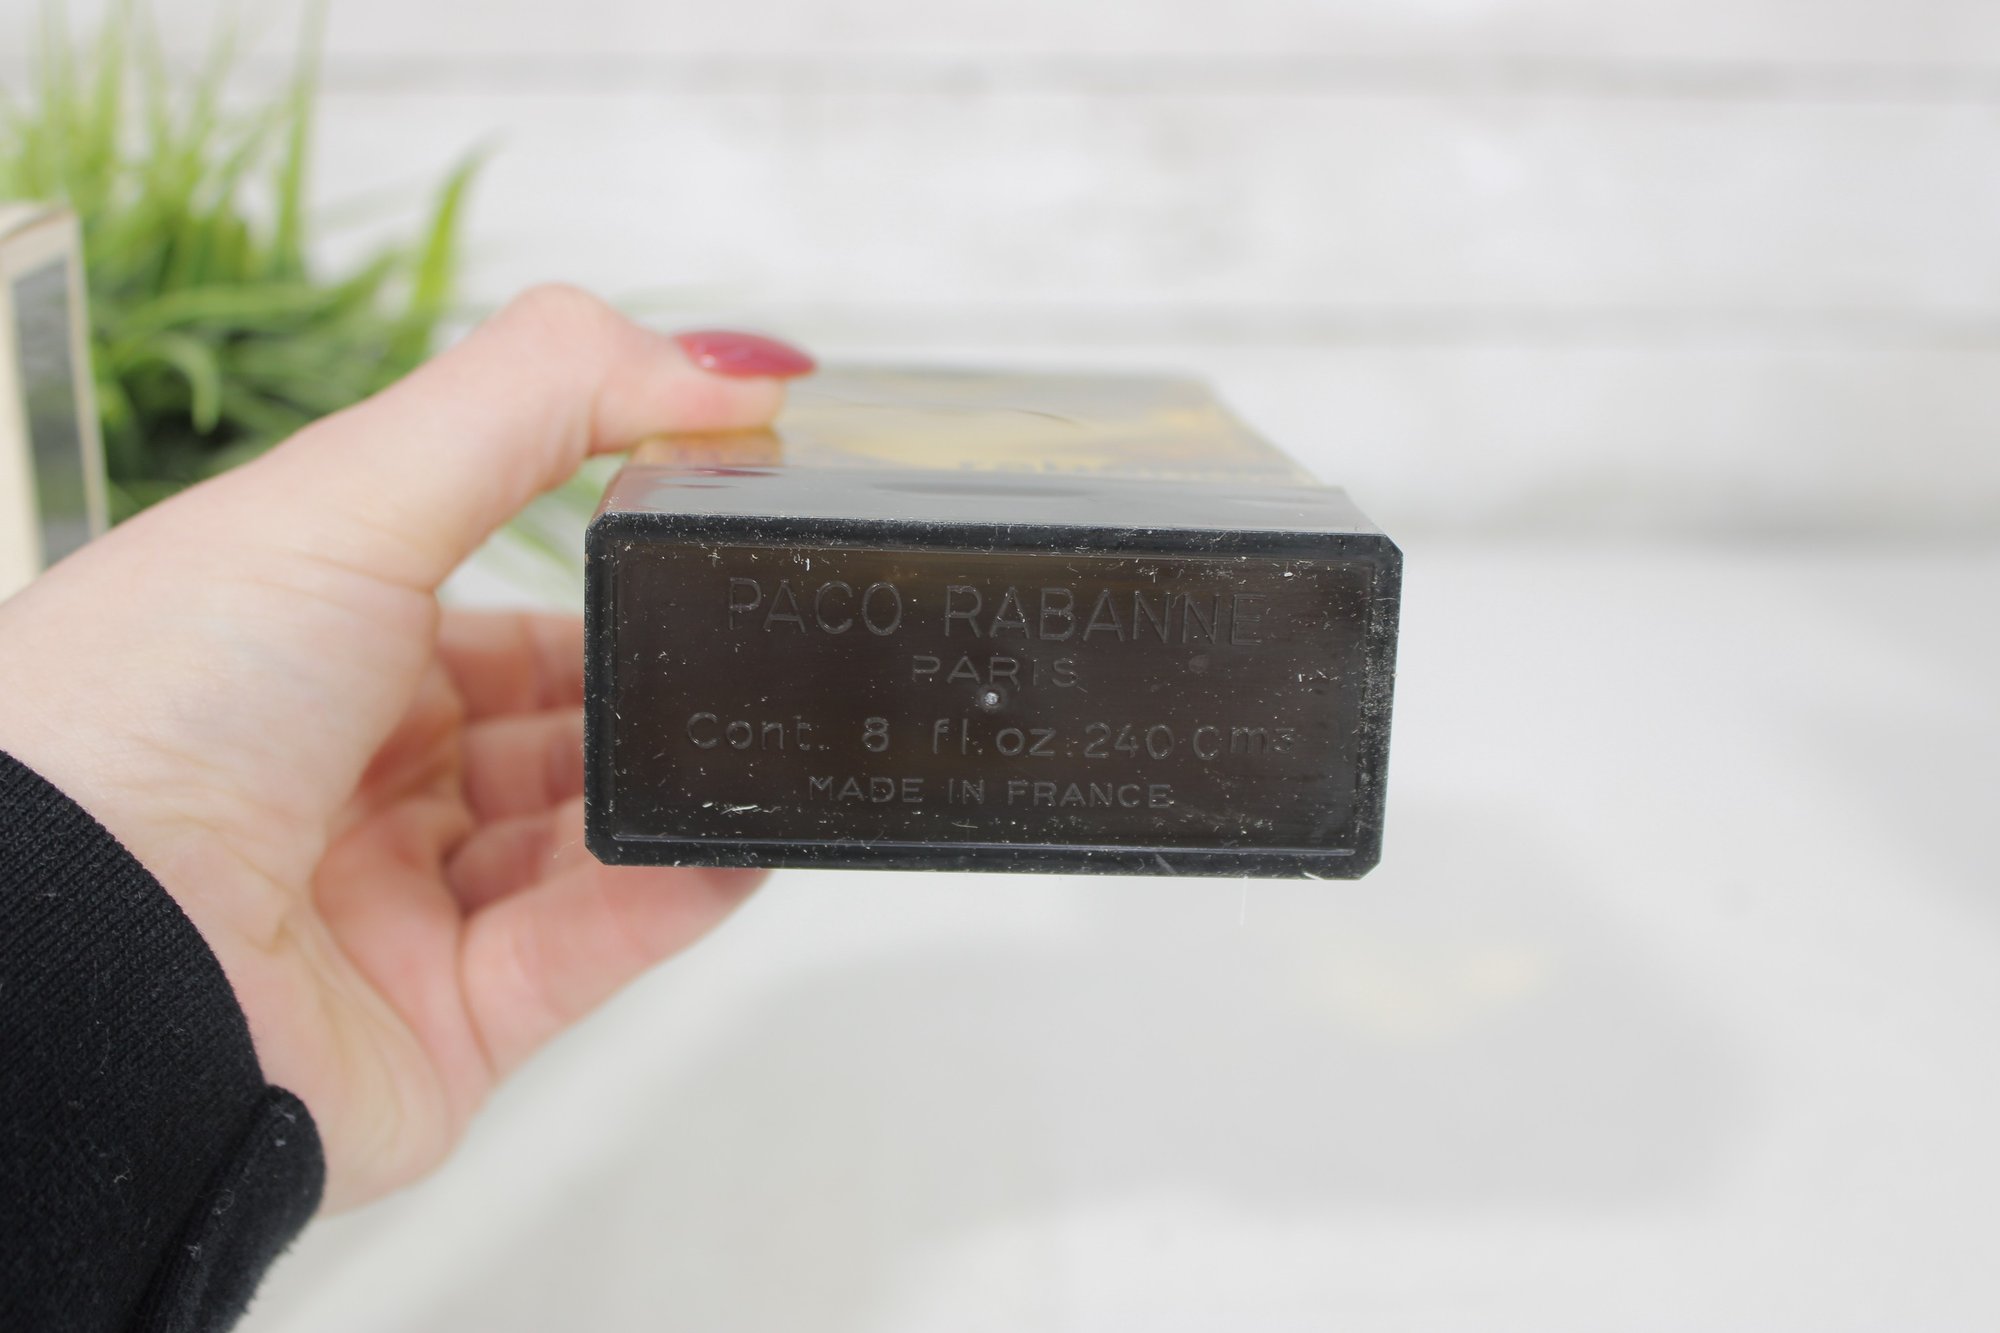 PACO RABANNE
PARIS
Cont. 8 fl.oz.240 cm3
MADE IN FRANCE